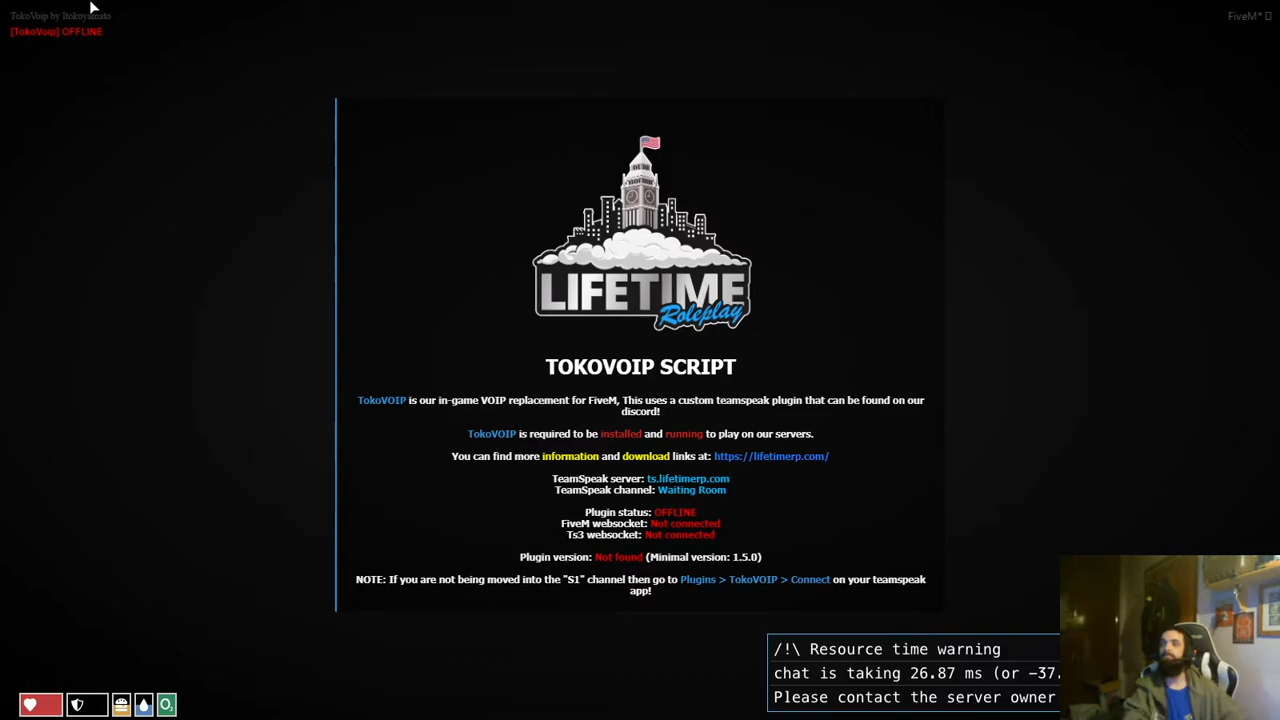 TokoVoip by Itokoyamato
FiveM*
[TokoVoip] OFFLINE
LIFETIME
Roleplay
TOKOVOIP SCRIPT
TokoVOIP is our in-game VOIP replacement for FiveM, This uses a custom teamspeak plugin that can be found on our
discord!
TokoVOIP is required to be installed and running to play on our servers.
You can find more information and download links at: https://lifetimerp.com/
TeamSpeak server: ts.lifetimerp.com
TeamSpeak channel: Waiting Room
Plugin status: OFFLINE
FiveM websocket: Not connected
Ts3 websocket: Not connected
Plugin version: Not found (Minimal version: 1.5.0)
NOTE: If you are not being moved into the "S1" channel then go to Plugins > TokoVOIP > Connect on your teamspeak
app!
/!\ Resource time warning
chat is taking 26.87 ms (or -37.
Please contact the server owner
O₂